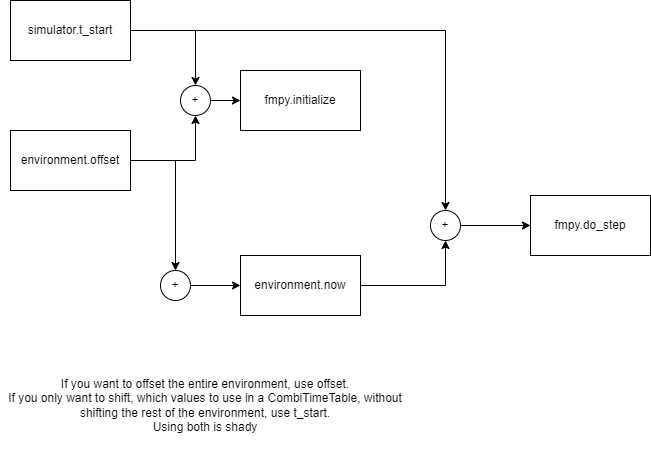 simulator.t_start
+
fmpy.initialize
environment.offset
+
fmpy.do_step
+
environment.now
If you want to offset the entire environment, use offset.
If you only want to shift, which values to use in a CombiTimeTable, without
shifting the rest of the environment, use t_start.
Using both is shady